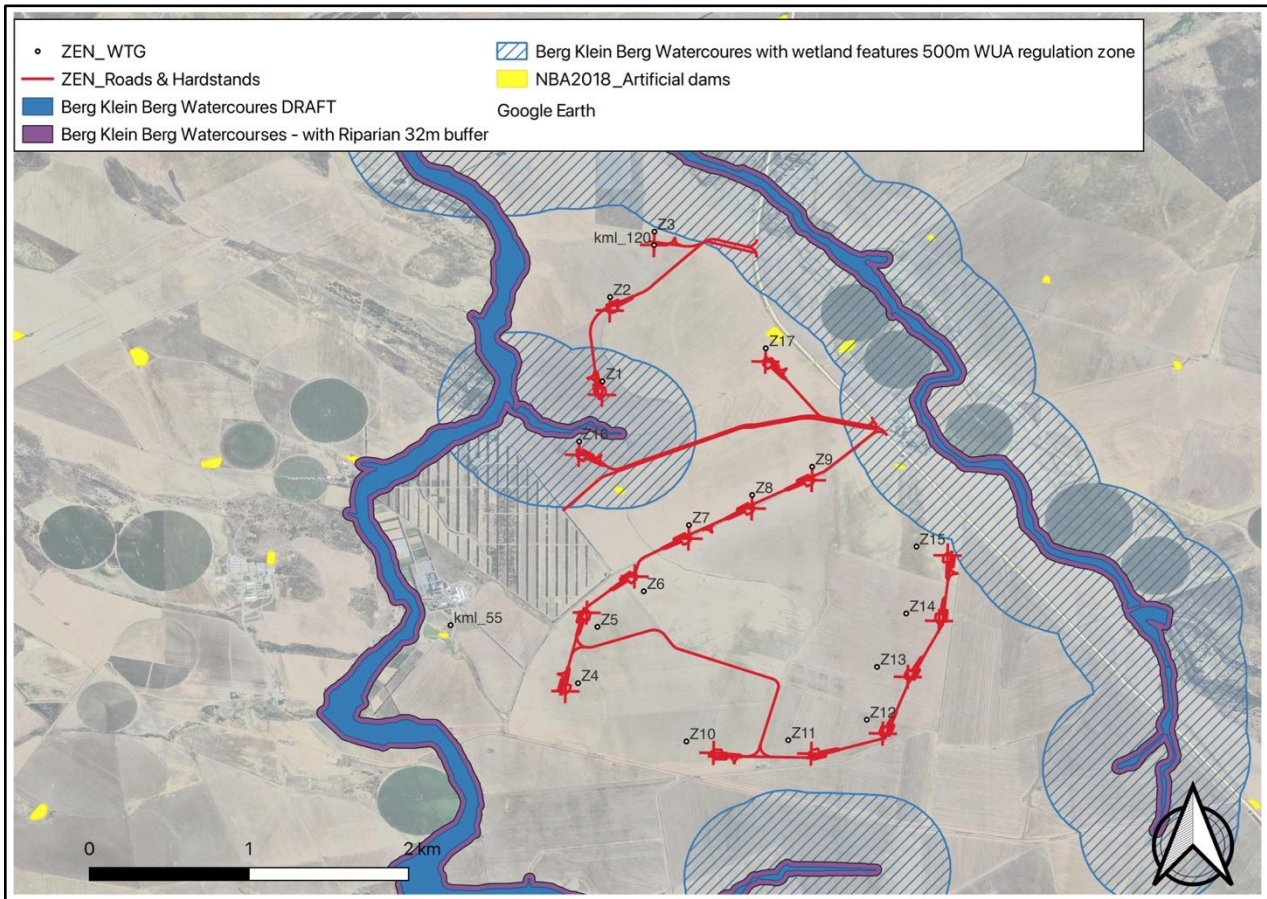 ZEN_WTG
ZEN_Roads & Hardstands
Berg Klein Berg Watercoures DRAFT
Berg Klein Berg Watercourses - with Riparian 32m buffer
Berg Klein Berg Watercoures with wetland features 500m WUA regulation zone
NBA2018_Artificial dams
Google Earth
Z3
kml_120
Z2
Z17
Z1
Z16
Z9
Z8
Z7
Z15
Z6
Z14
Z5
kml_55
Z13
Z4
Z12
Z10
Z11
0 1 2 km